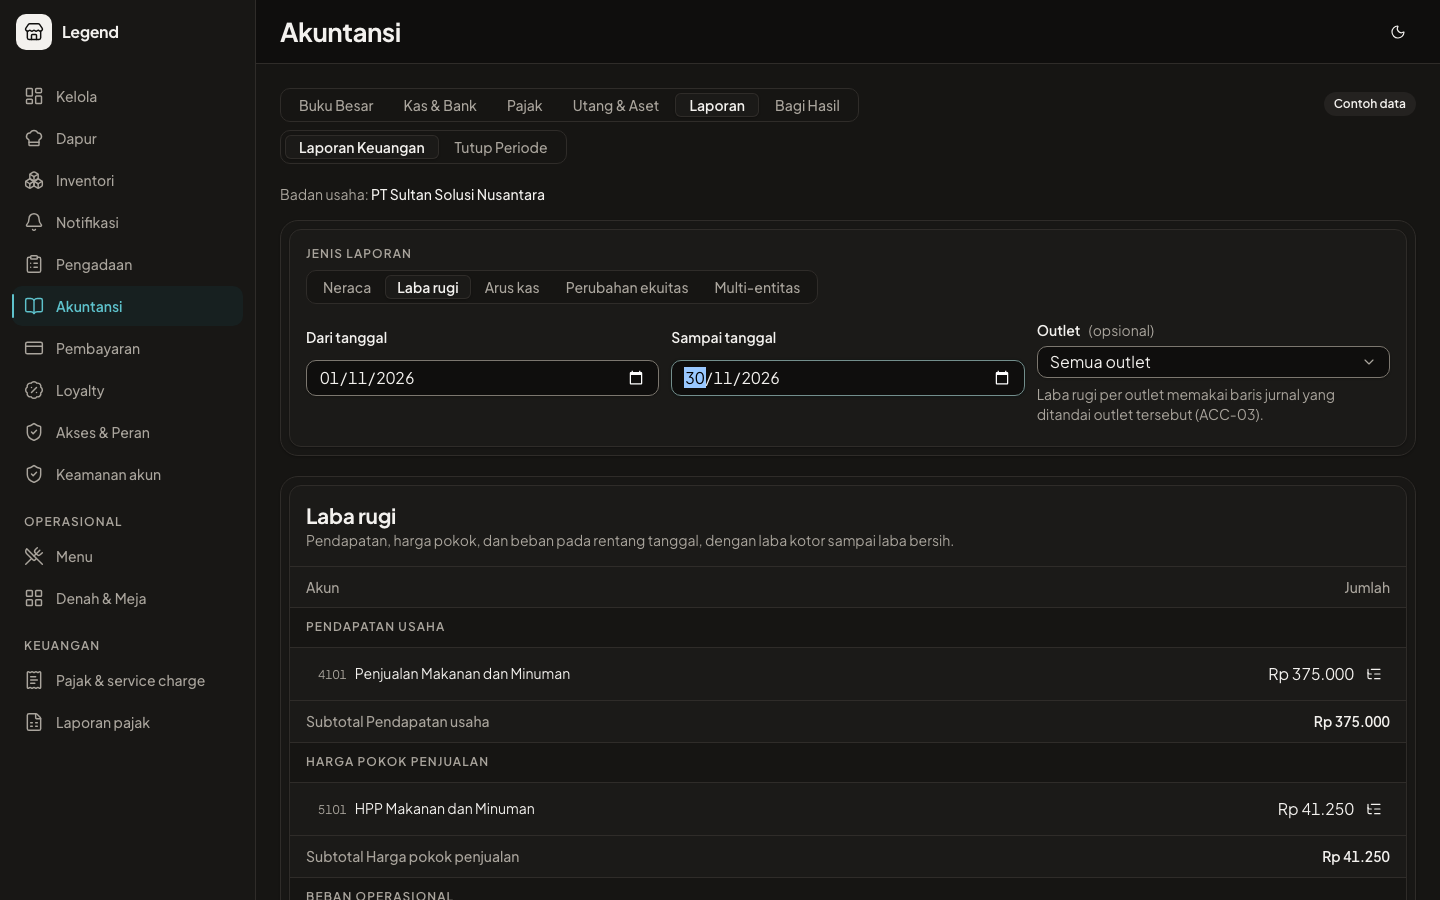 Legend
Akuntansi
Kelola
Dapur
Inventori
Notifikasi
Pengadaan
Akuntansi
Pembayaran
Loyalty
Akses & Peran
Keamanan akun
OPERASIONAL
Menu
Denah & Meja
KEUANGAN
Pajak & service charge
Laporan pajak
Buku Besar Kas & Bank Pajak Utang & Aset Laporan Bagi Hasil
Contoh data
Laporan Keuangan Tutup Periode
Badan usaha: PT Sultan Solusi Nusantara
JENIS LAPORAN
Neraca Laba rugi Arus kas Perubahan ekuitas Multi-entitas
Dari tanggal
01/11/2026
Sampai tanggal
30/11/2026
Outlet (opsional)
Semua outlet
Laba rugi per outlet memakai baris jurnal yang
ditandai outlet tersebut (ACC-03).
Laba rugi
Pendapatan, harga pokok, dan beban pada rentang tanggal, dengan laba kotor sampai laba bersih.
Akun Jumlah
PENDAPATAN USAHA
4101 Penjualan Makanan dan Minuman Rp 375.000
Subtotal Pendapatan usaha Rp 375.000
HARGA POKOK PENJUALAN
5101 HPP Makanan dan Minuman Rp 41.250
Subtotal Harga pokok penjualan Rp 41.250
BEBAN OPERASIONAL